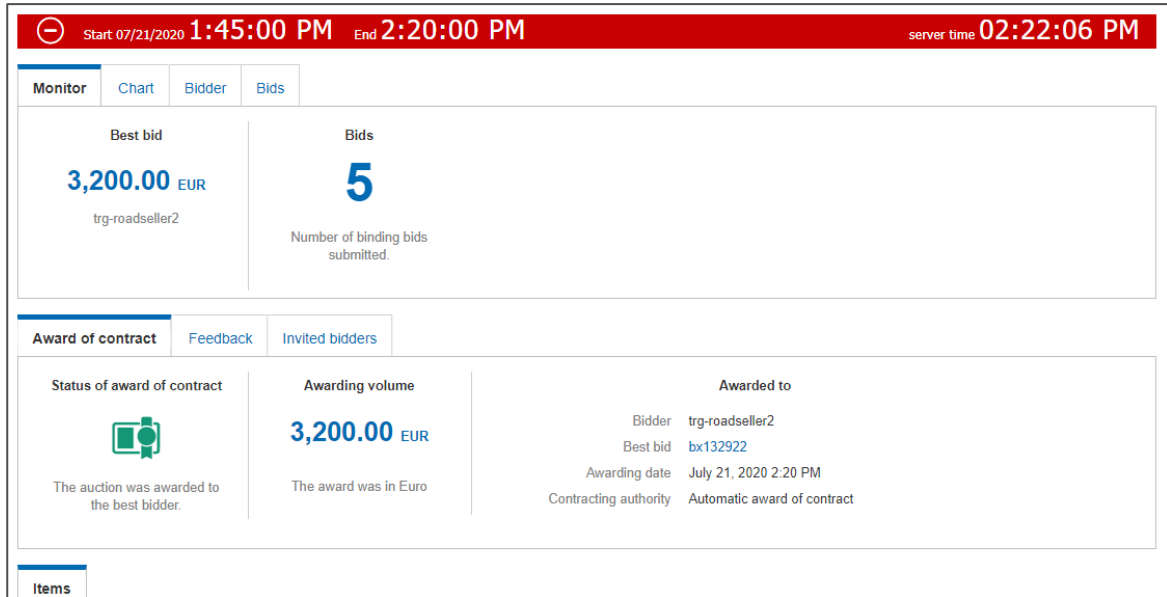 Start 07/21/2020 1:45:00 PM End 2:20:00 PM server time 02:22:06 PM
Monitor Chart Bidder Bids
Best bid
3,200.00 EUR
trg-roadseller2
Bids
5
Number of binding bids
submitted.
Award of contract Feedback Invited bidders
Status of award of contract
The auction was awarded to
the best bidder.
Awarding volume
3,200.00 EUR
The award was in Euro
Awarded to
Bidder trg-roadseller2
Best bid bx132922
Awarding date July 21, 2020 2:20 PM
Contracting authority Automatic award of contract
Items